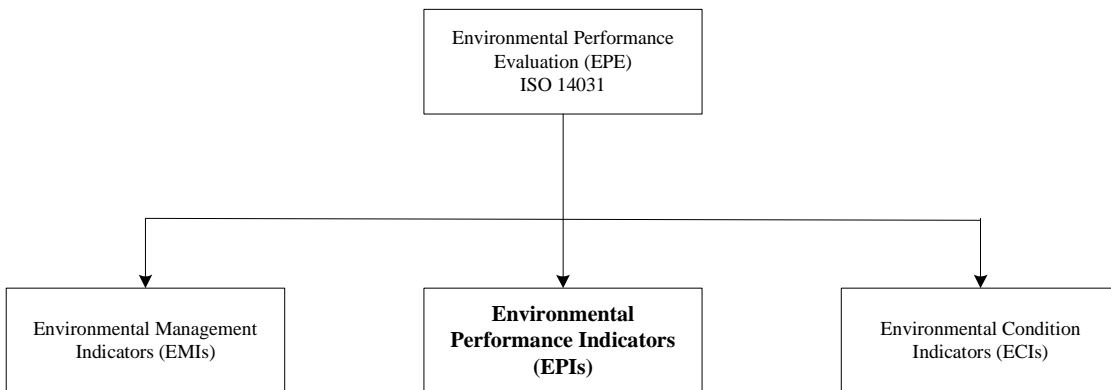 Environmental Performance
Evaluation (EPE)
ISO 14031
Environmental Management
Indicators (EMIs)
Environmental
Performance Indicators
(EPIs)
Environmental Condition
Indicators (ECIs)